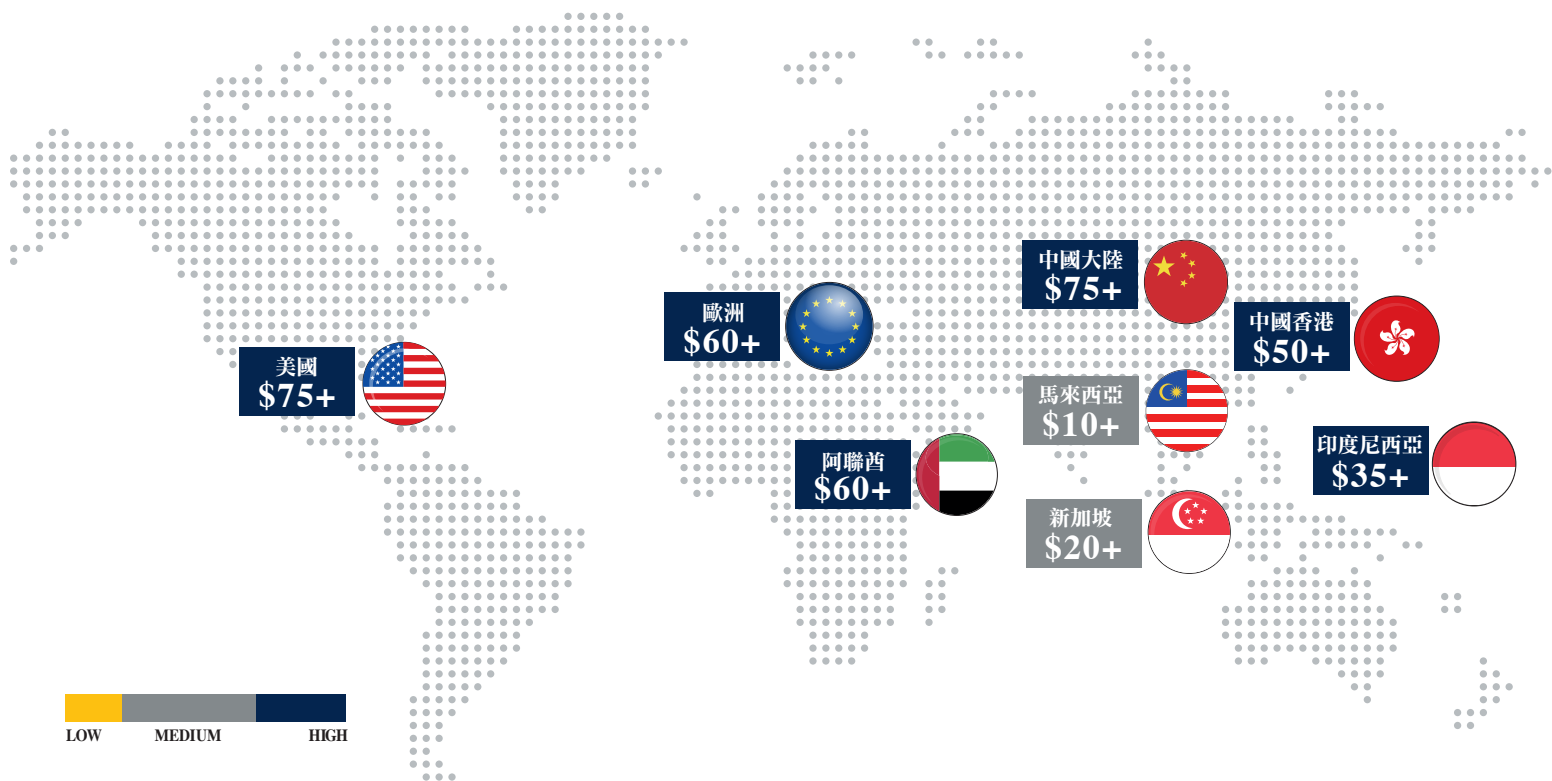 中國大陸
$75+
歐洲
$60+
中國香港
$50+
美國
$75+
馬來西亞
$10+
阿聯酋
$60+
印度尼西亞
$35+
新加坡
$20+
LOW MEDIUM HIGH